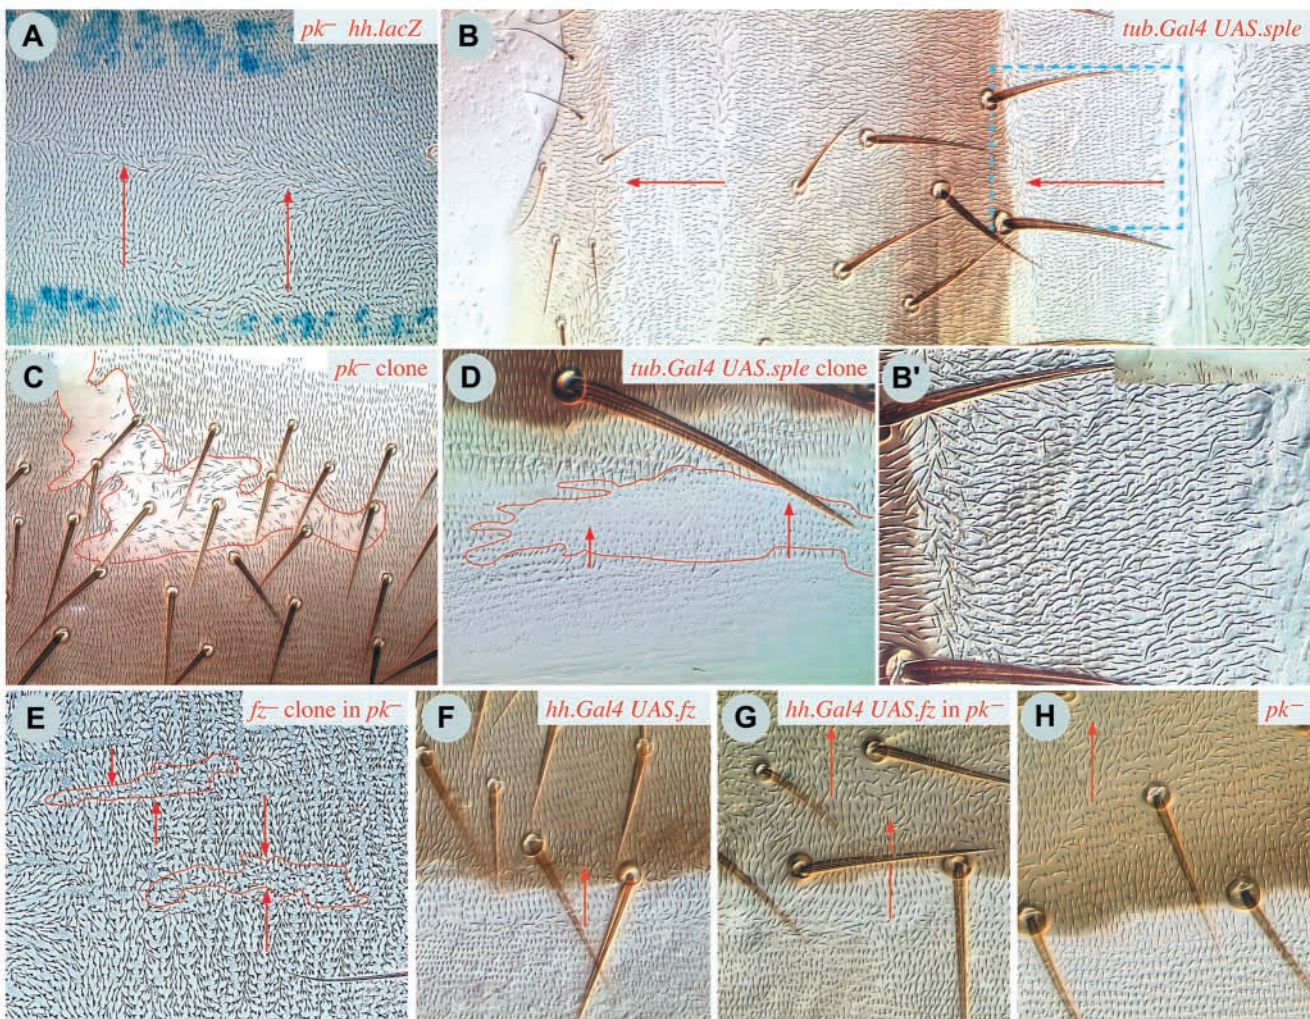 A
pk⁻ hh.lacZ
B
tub.Gal4 UAS.sple
C
pk⁻ clone
D
tub.Gal4 UAS.sple clone
B'
E
fz⁻ clone in pk⁻
F
hh.Gal4 UAS.fz
G
hh.Gal4 UAS.fz in pk⁻
H
pk⁻